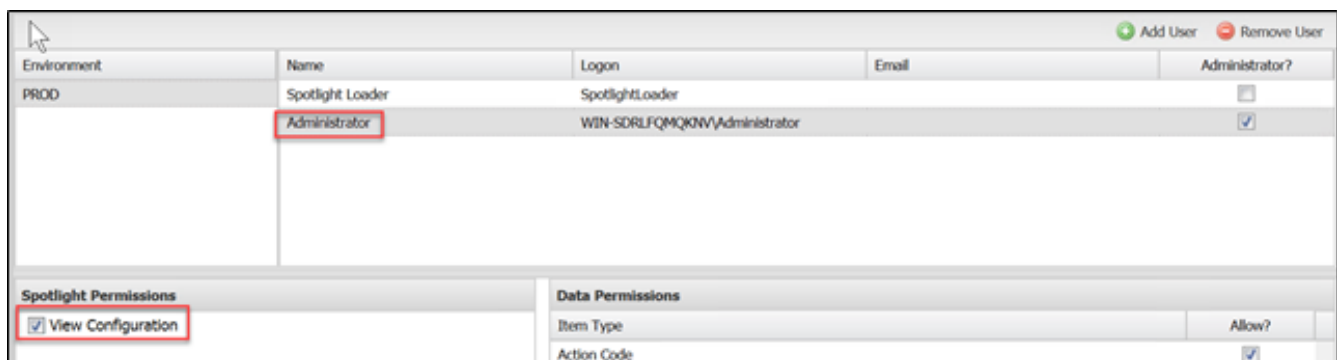 Add User Remove User
Environment Name Logon Email Administrator?
PROD Spotlight Loader SpotlightLoader
Administrator WIN-SDRLFQMQKNV\Administrator
Spotlight Permissions Data Permissions
View Configuration Item Type Allow?
Action Code